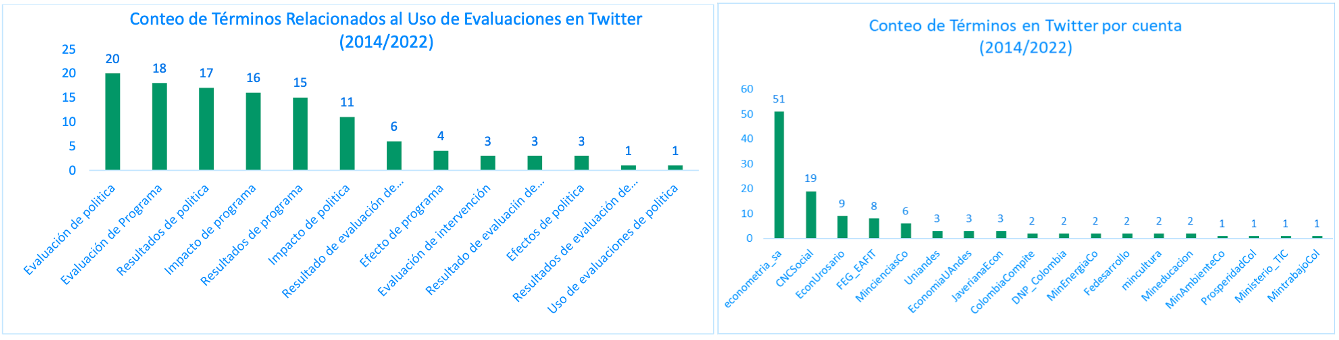 Conteo de Términos Relacionados al Uso de Evaluaciones en Twitter
(2014/2022)
25
20
15
10
5
0
20
18
17
16
15
11
6
4
3
3
3
1
1
Evaluación de politica
Evaluación de Programa
Resultados de política
Impacto de programa
Resultados de programa
Impacto de política
Resultado de evaluación de...
Efecto de programa
Evaluación de intervención
Resultado de evaluaciín de...
Efectos de politica
Resultados de evaluación de...
Uso de evaluaciones de politica
Conteo de Términos en Twitter por cuenta
(2014/2022)
60
50
40
30
20
10
0
51
19
9
8
6
3
3
3
2
2
2
2
2
2
1
1
1
1
econometria_sa
CNCSocial
EconUrosario
FEG_EAFIT
MincienciasCo
Uniandes
EconomiaUAndes
JaverianaEcon
ColombiaCompite
DNP_Colombia
MinEnergiaCo
Fedesarrollo
mincultura
Mineducacion
MinAmbienteCo
ProsperidadCol
Ministerio_TIC
MintrabajoCol